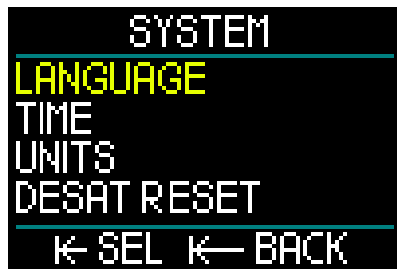 SYSTEM
LANGUAGE
TIME
UNITS
DESAT RESET
K← SEL K⟵ BACK